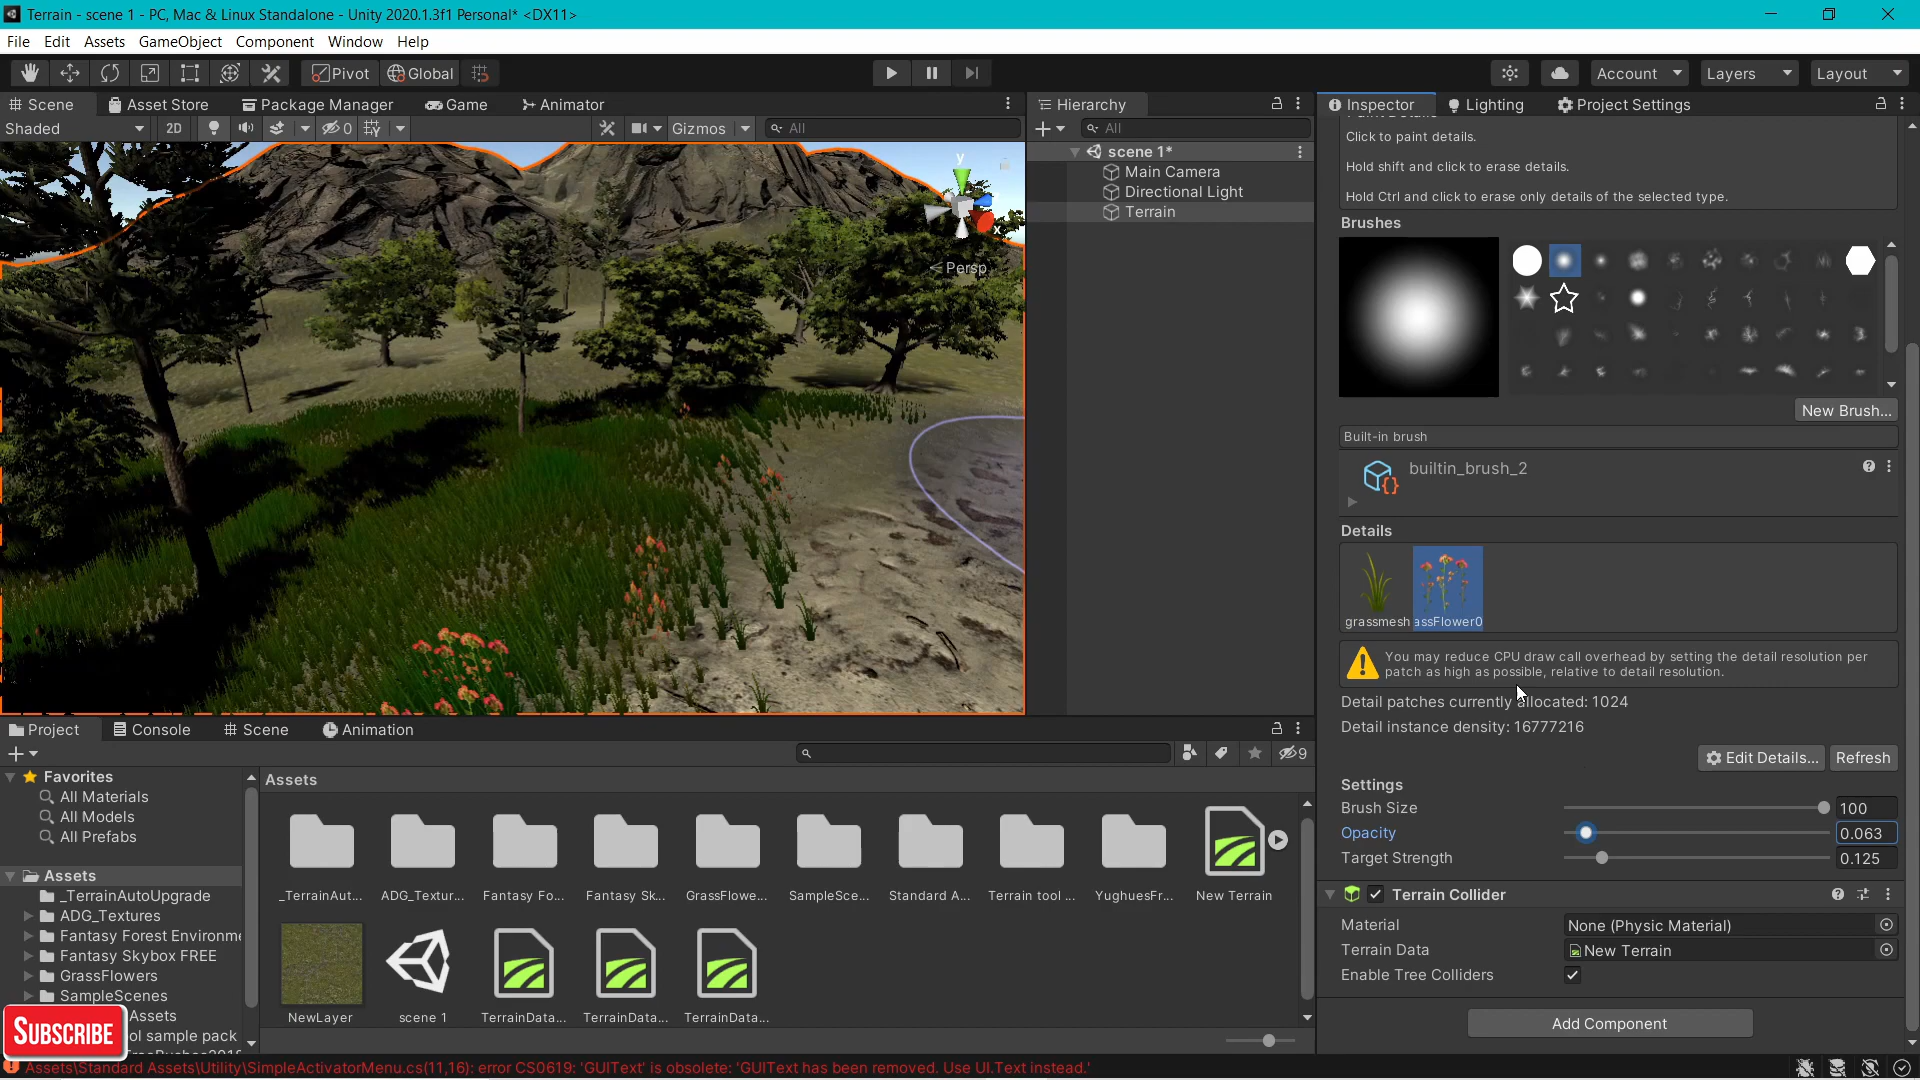 Terrain - scene 1 - PC, Mac & Linux Standalone - Unity 2020.1.3f1 Personal* <DX11>
File Edit Assets GameObject Component Window Help
Pivot Global Account Layers Layout
Scene Asset Store Package Manager Game Animator
Shaded 2D 0 Gizmos All
y
x
Persp
Hierarchy
All
scene 1*
Main Camera
Directional Light
Terrain
Inspector Lighting Project Settings
Click to paint details.
Hold shift and click to erase details.
Hold Ctrl and click to erase only details of the selected type.
Brushes
New Brush...
Built-in brush
builtin_brush_2
Details
grassmesh assFlower0
You may reduce CPU draw call overhead by setting the detail resolution per
patch as high as possible, relative to detail resolution.
Detail patches currently allocated: 1024
Detail instance density: 16777216
Edit Details... Refresh
Settings
Brush Size 100
Opacity 0.063
Target Strength 0.125
Terrain Collider
Material None (Physic Material)
Terrain Data New Terrain
Enable Tree Colliders
Add Component
Project Console Scene Animation
9
Favorites
All Materials
All Models
All Prefabs
Assets
_TerrainAutoUpgrade
ADG_Textures
Fantasy Forest Environme
Fantasy Skybox FREE
GrassFlowers
SampleScenes
Assets
ol sample pack
Assets
_TerrainAut... ADG_Textur... Fantasy Fo... Fantasy Sk... GrassFlowe... SampleSce... Standard A... Terrain tool ... YughuesFr... New Terrain
NewLayer scene 1 TerrainData... TerrainData... TerrainData...
SUBSCRIBE
Assets\Standard Assets\Utility\SimpleActivatorMenu.cs(11,16): error CS0619: 'GUIText' is obsolete: 'GUIText has been removed. Use UI.Text instead.'